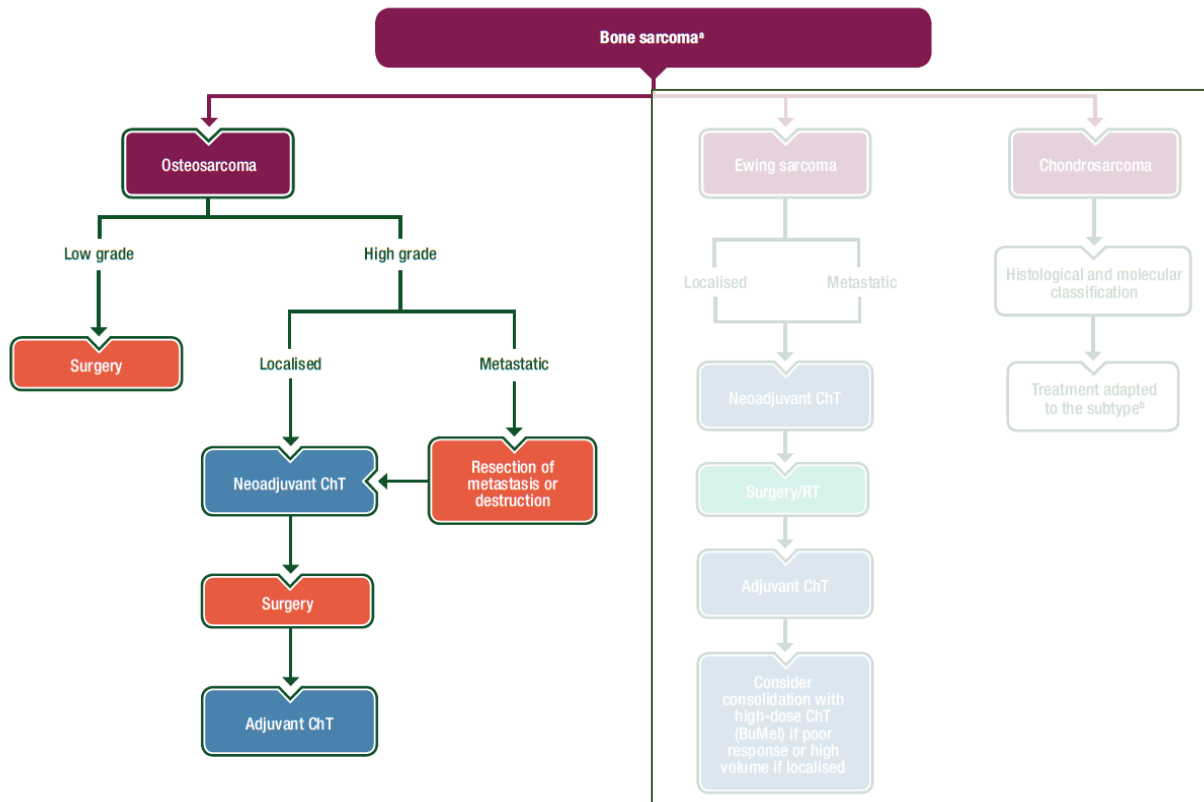 Bone sarcomaᵃ
Osteosarcoma
Low grade
High grade
Surgery
Localised
Metastatic
Neoadjuvant ChT
Resection of
metastasis or
destruction
Surgery
Adjuvant ChT
Ewing sarcoma
Localised
Metastatic
Neoadjuvant ChT
Surgery/RT
Adjuvant ChT
Consider
consolidation with
high-dose ChT
(BuMel) if poor
response or high
volume if localised
Chondrosarcoma
Histological and molecular
classification
Treatment adapted
to the subtypeᵇ